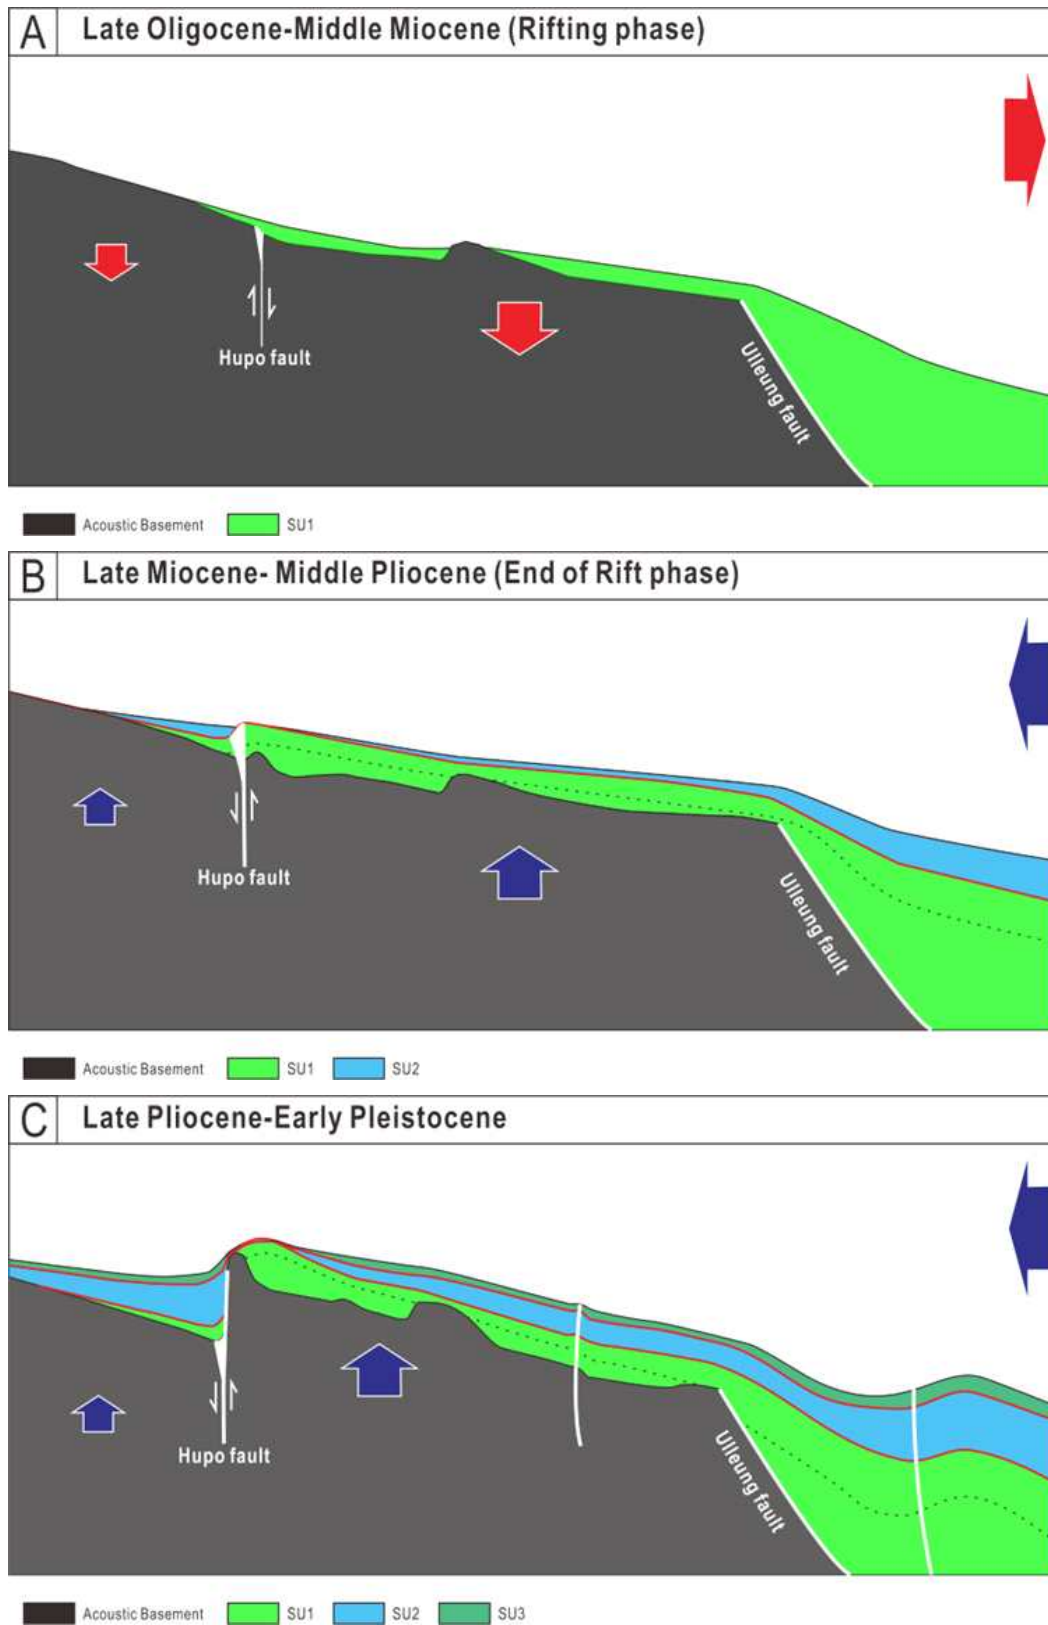 A
Late Oligocene-Middle Miocene (Rifting phase)
Hupo fault
Ulleung fault
Acoustic Basement
SU1
B
Late Miocene- Middle Pliocene (End of Rift phase)
Hupo fault
Ulleung fault
Acoustic Basement
SU1
SU2
C
Late Pliocene-Early Pleistocene
Hupo fault
Ulleung fault
Acoustic Basement
SU1
SU2
SU3